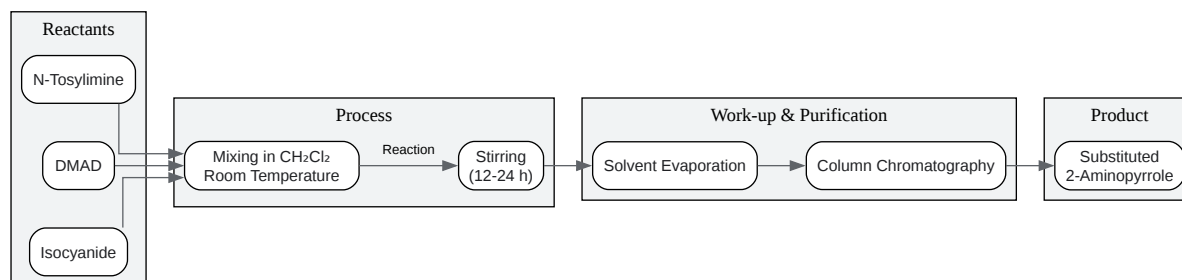 Reactants
N-Tosylimine
DMAD
Isocyanide
Process
Mixing in CH₂Cl₂
Room Temperature
Reaction
Stirring
(12-24 h)
Work-up & Purification
Solvent Evaporation
Column Chromatography
Product
Substituted
2-Aminopyrrole